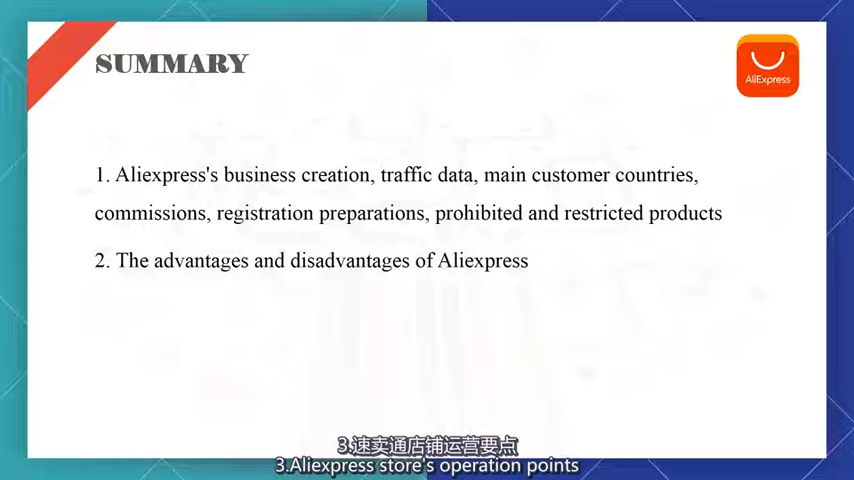 SUMMARY
AliExpress
1. Aliexpress's business creation, traffic data, main customer countries,
commissions, registration preparations, prohibited and restricted products
2. The advantages and disadvantages of Aliexpress
3.速卖通店铺运营要点
3.Aliexpress store's operation points